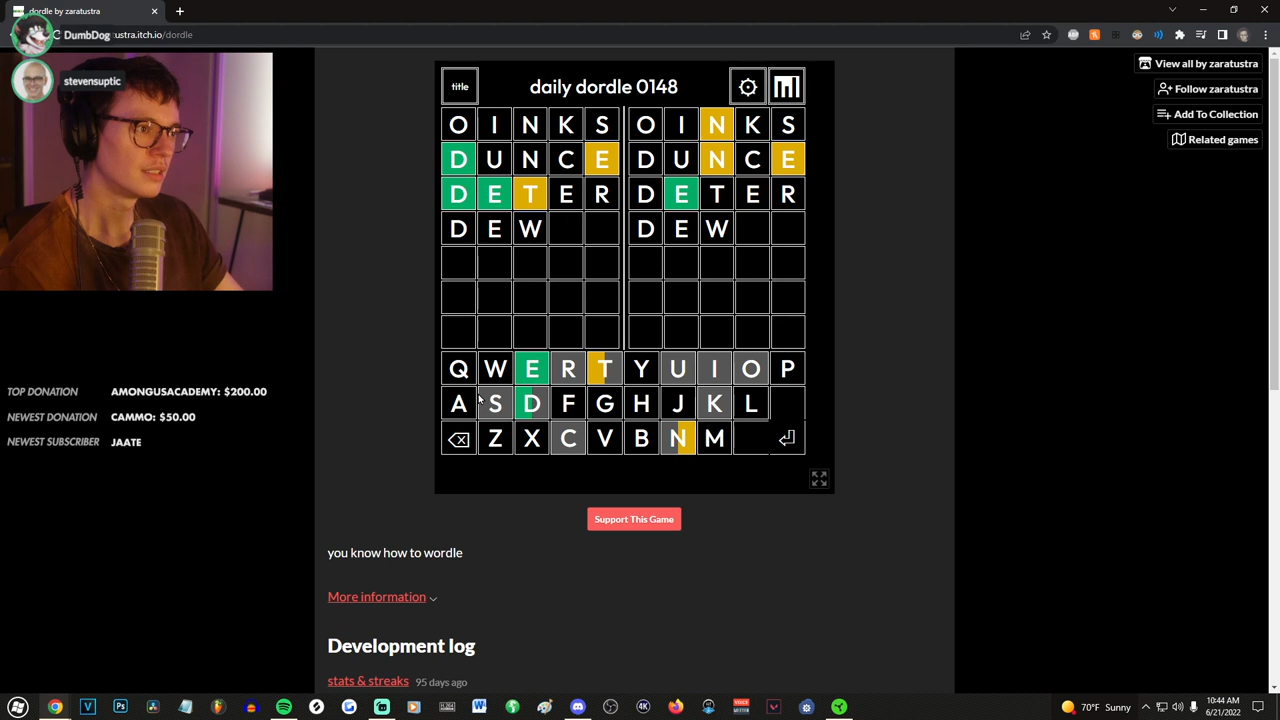 dordle by zaratustra
DumbDog
ustra.itch.io/dordle
stevensuptic
title
daily dordle 0148
O I N K S O I N K S
D U N C E D U N C E
D E T E R D E T E R
D E W D E W
Q W E R T Y U I O P
A S D F G H J K L
Z X C V B N M
View all by zaratustra
Follow zaratustra
Add To Collection
Related games
TOP DONATION AMONGUSACADEMY: $200.00
NEWEST DONATION CAMMO: $50.00
NEWEST SUBSCRIBER JAATE
Support This Game
you know how to wordle
More information
Development log
stats & streaks 95 days ago
70°F Sunny
10:44 AM
6/21/2022